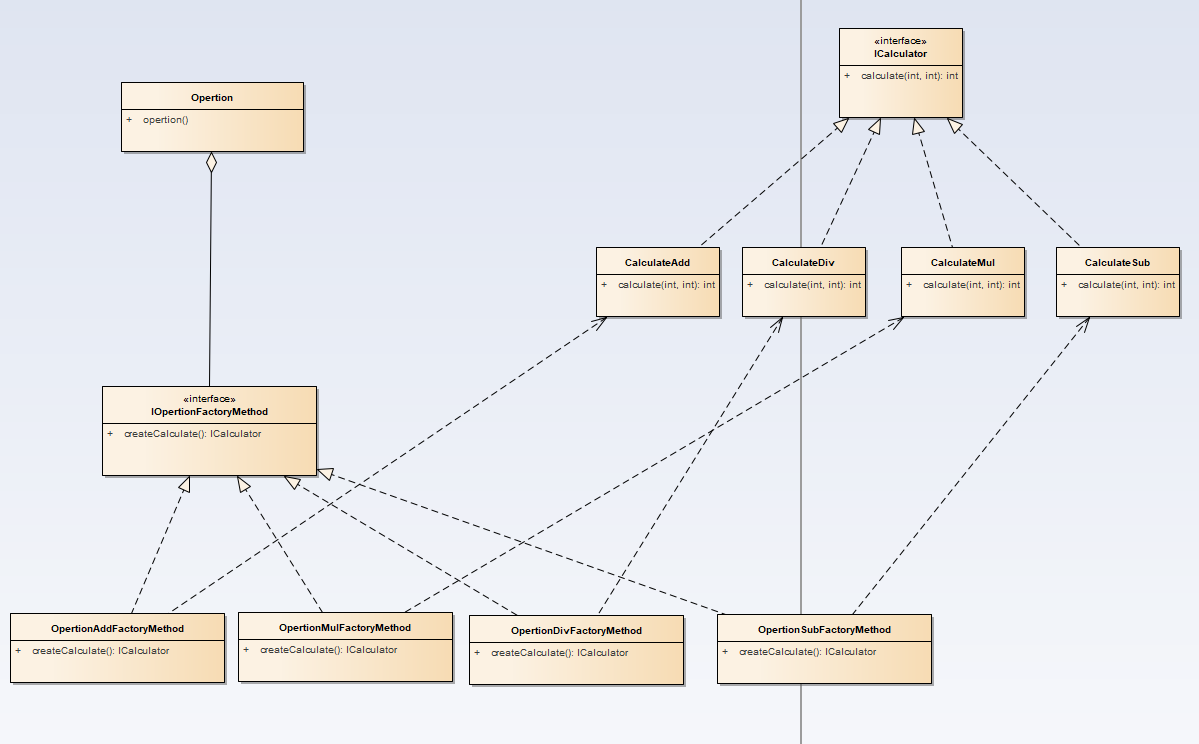 «interface»
ICalculator
+ calculate(int, int): int
Opertion
+ opertion()
CalculateAdd
+ calculate(int, int): int
CalculateDiv
+ calculate(int, int): int
CalculateMul
+ calculate(int, int): int
CalculateSub
+ calculate(int, int): int
«interface»
IOpertionFactoryMethod
+ createCalculate(): ICalculator
OpertionAddFactoryMethod
+ createCalculate(): ICalculator
OpertionMulFactoryMethod
+ createCalculate(): ICalculator
OpertionDivFactoryMethod
+ createCalculate(): ICalculator
OpertionSubFactoryMethod
+ createCalculate(): ICalculator